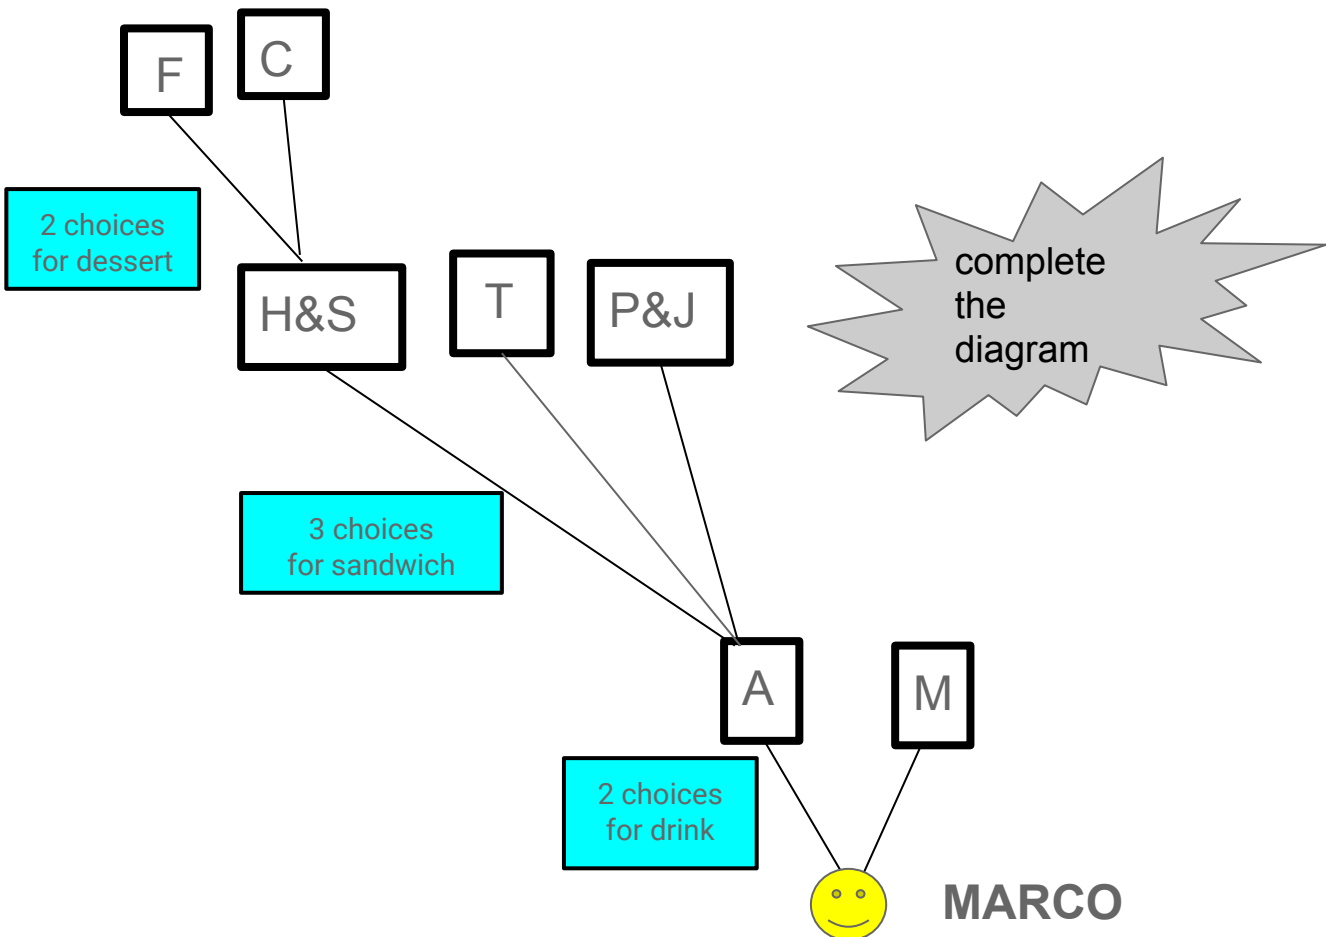 F
C
2 choices
for dessert
H&S
T
P&J
complete
the
diagram
3 choices
for sandwich
A
M
2 choices
for drink
MARCO